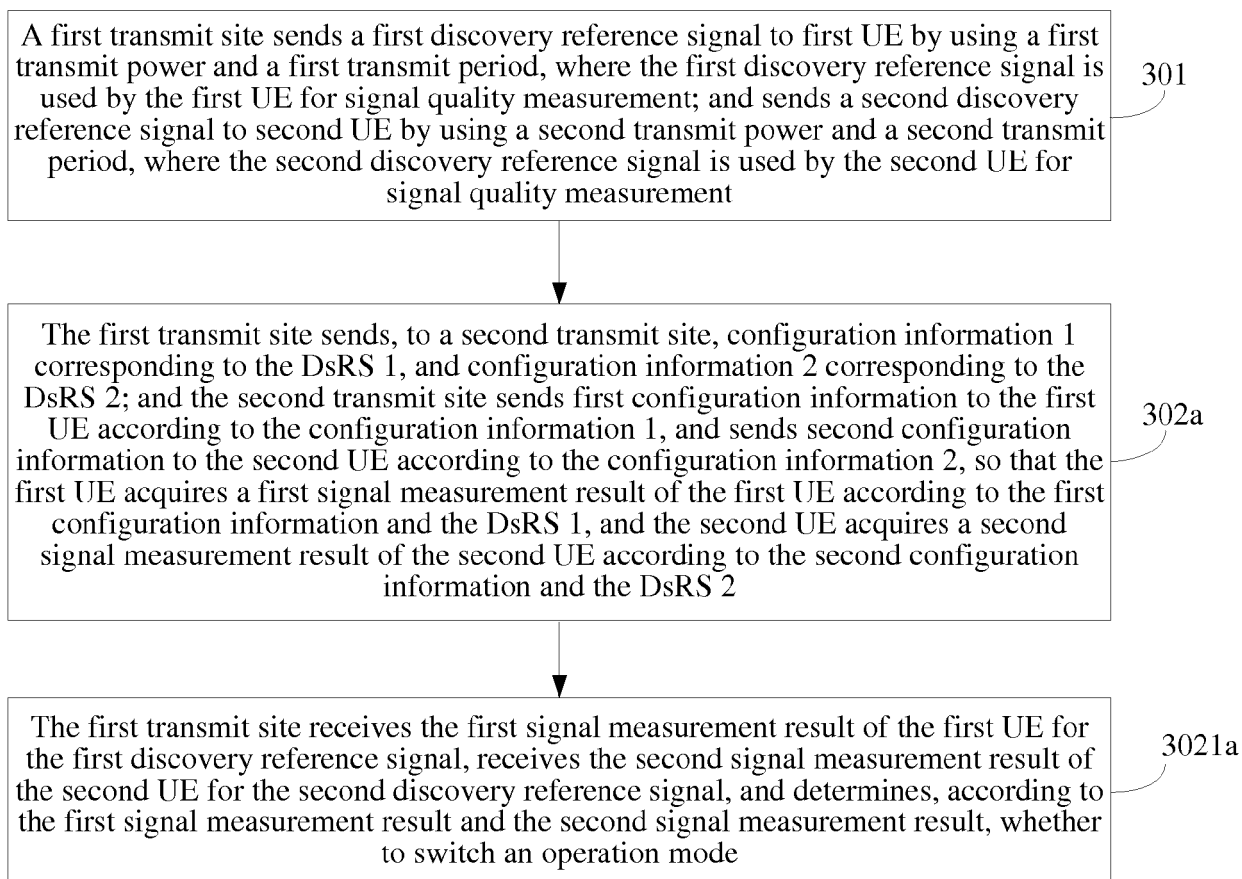 A first transmit site sends a first discovery reference signal to first UE by using a first
transmit power and a first transmit period, where the first discovery reference signal is
used by the first UE for signal quality measurement; and sends a second discovery
reference signal to second UE by using a second transmit power and a second transmit
period, where the second discovery reference signal is used by the second UE for
signal quality measurement
301
The first transmit site sends, to a second transmit site, configuration information 1
corresponding to the DsRS 1, and configuration information 2 corresponding to the
DsRS 2; and the second transmit site sends first configuration information to the first
UE according to the configuration information 1, and sends second configuration
information to the second UE according to the configuration information 2, so that the
first UE acquires a first signal measurement result of the first UE according to the first
configuration information and the DsRS 1, and the second UE acquires a second
signal measurement result of the second UE according to the second configuration
information and the DsRS 2
302a
The first transmit site receives the first signal measurement result of the first UE for
the first discovery reference signal, receives the second signal measurement result of
the second UE for the second discovery reference signal, and determines, according to
the first signal measurement result and the second signal measurement result, whether
to switch an operation mode
3021a